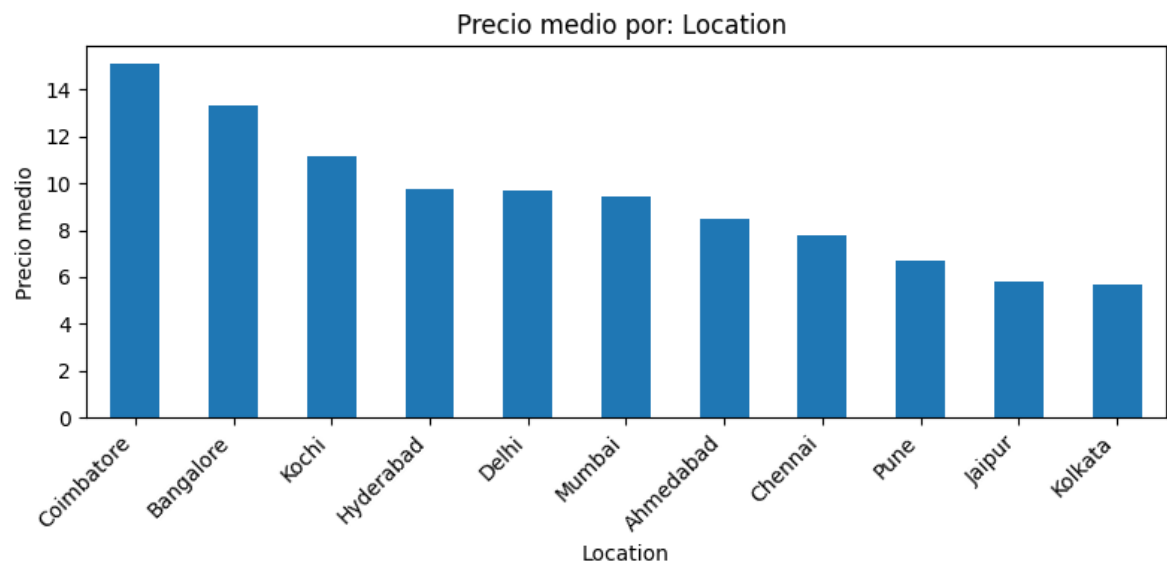 Precio medio por: Location
Precio medio
14
12
10
8
6
4
2
0
Coimbatore
Bangalore
Kochi
Hyderabad
Delhi
Mumbai
Ahmedabad
Chennai
Pune
Jaipur
Kolkata
Location